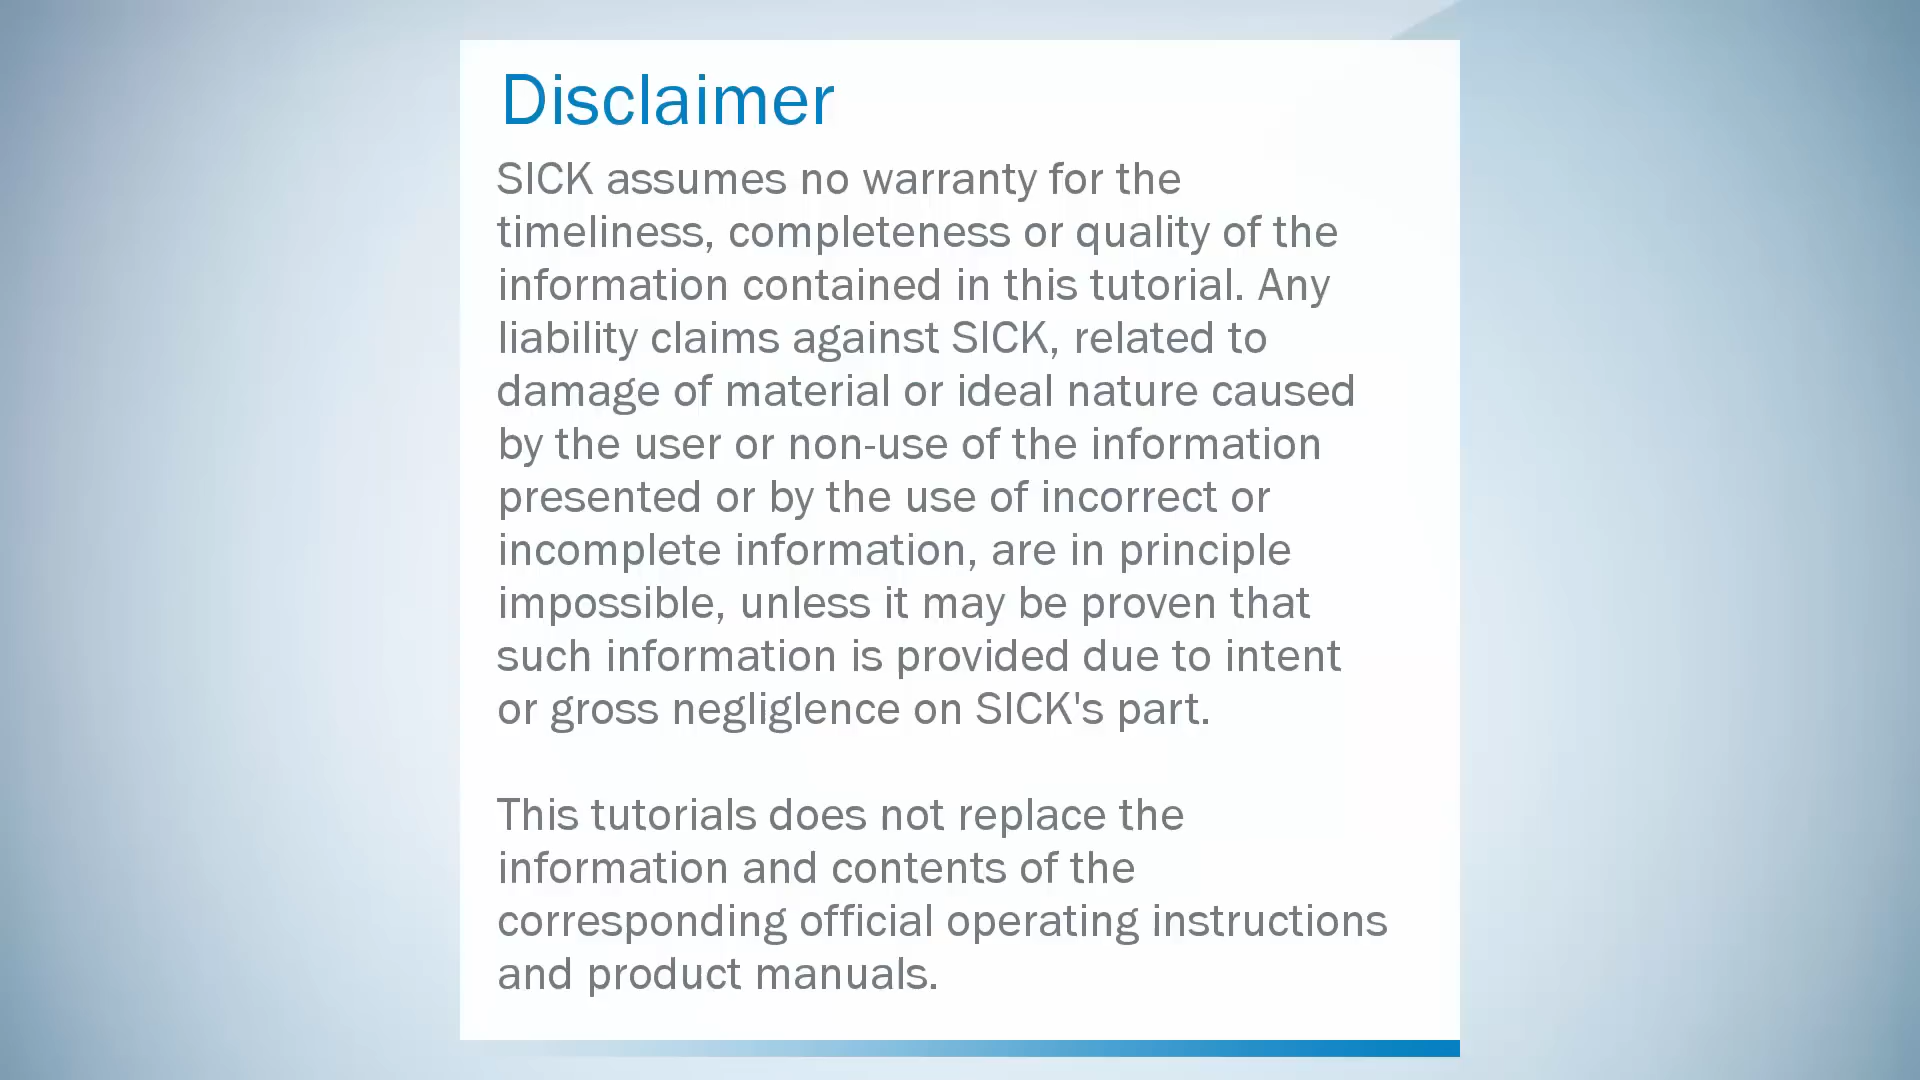 Disclaimer
SICK assumes no warranty for the
timeliness, completeness or quality of the
information contained in this tutorial. Any
liability claims against SICK, related to
damage of material or ideal nature caused
by the user or non-use of the information
presented or by the use of incorrect or
incomplete information, are in principle
impossible, unless it may be proven that
such information is provided due to intent
or gross negliglence on SICK's part.
This tutorials does not replace the
information and contents of the
corresponding official operating instructions
and product manuals.